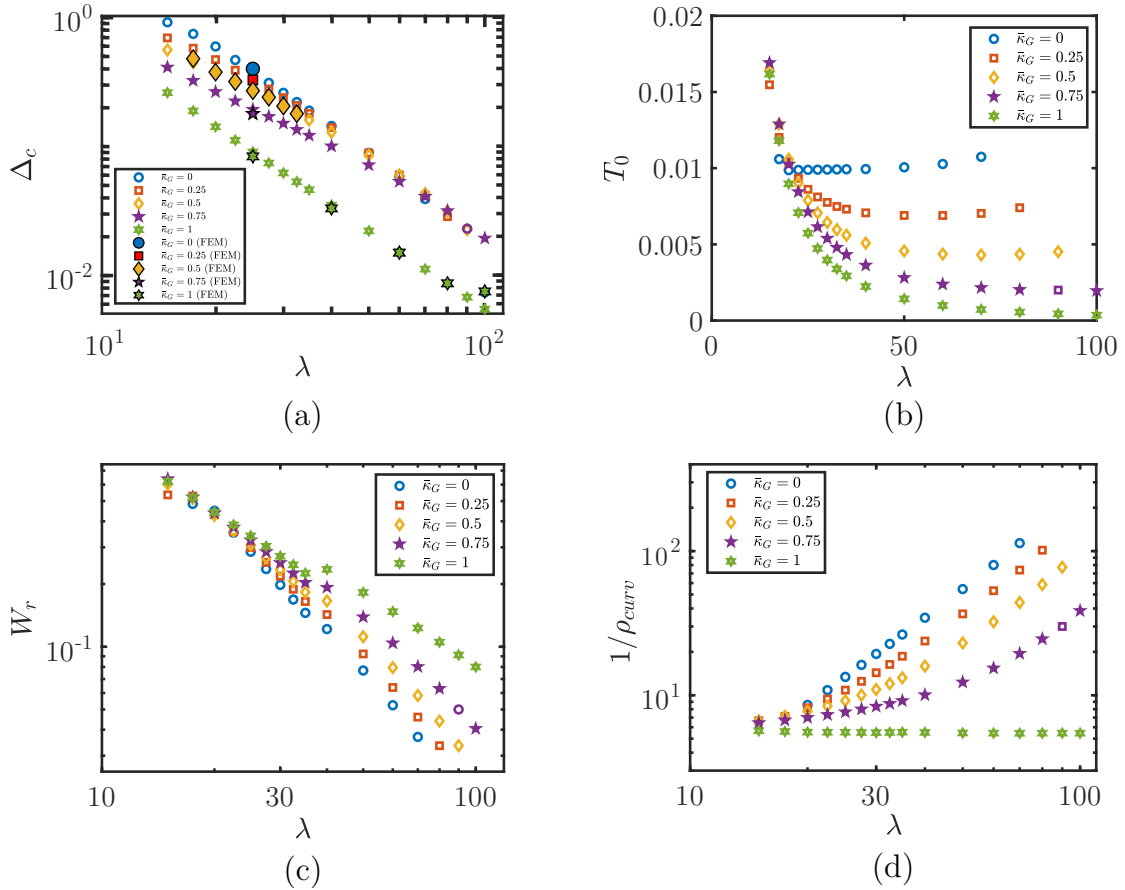 10^0
10^{-2}
Δ_c
κ̄_G = 0
κ̄_G = 0.25
κ̄_G = 0.5
κ̄_G = 0.75
κ̄_G = 1
κ̄_G = 0 (FEM)
κ̄_G = 0.25 (FEM)
κ̄_G = 0.5 (FEM)
κ̄_G = 0.75 (FEM)
κ̄_G = 1 (FEM)
10^1
10^2
λ
(a)
0.02
0.015
0.01
0.005
0
T_0
κ̄_G = 0
κ̄_G = 0.25
κ̄_G = 0.5
κ̄_G = 0.75
κ̄_G = 1
0
50
100
λ
(b)
W_r
10^{-1}
κ̄_G = 0
κ̄_G = 0.25
κ̄_G = 0.5
κ̄_G = 0.75
κ̄_G = 1
10
30
100
λ
(c)
1/ρ_{curv}
10^2
10^1
κ̄_G = 0
κ̄_G = 0.25
κ̄_G = 0.5
κ̄_G = 0.75
κ̄_G = 1
10
30
100
λ
(d)